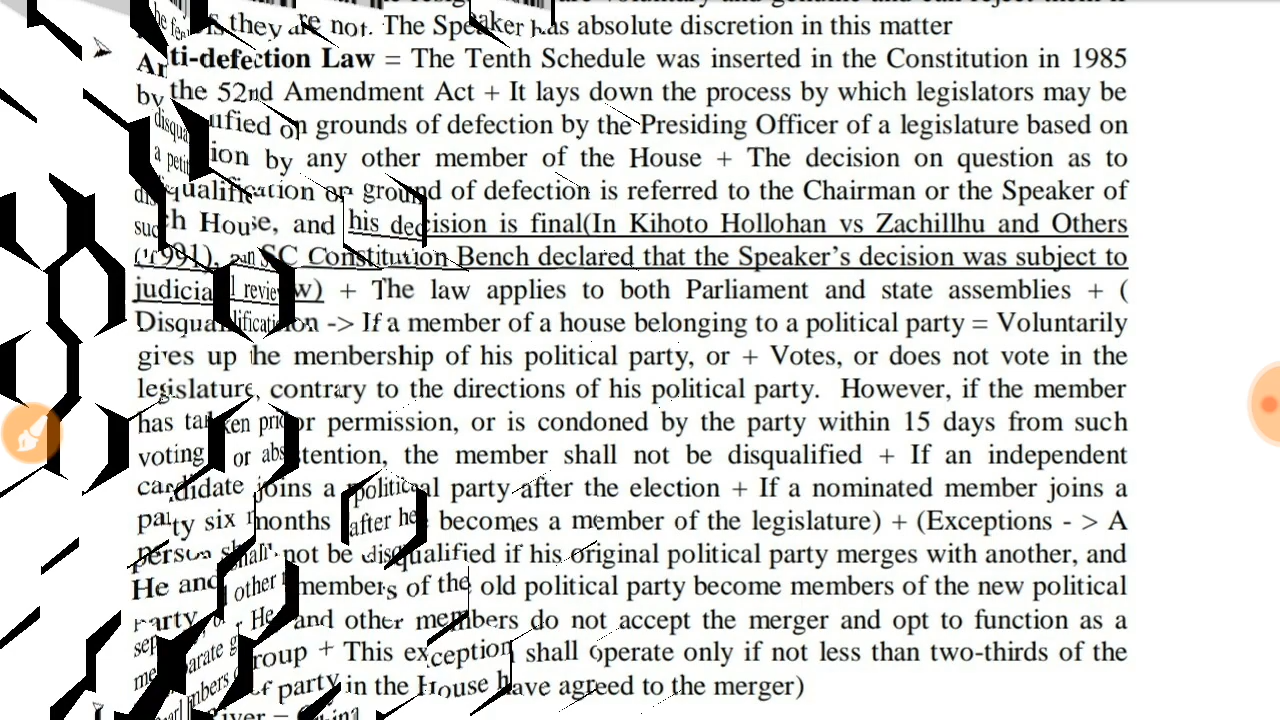 they are not. The Speaker has absolute discretion in this matter
Anti-defection Law = The Tenth Schedule was inserted in the Constitution in 1985
by the 52nd Amendment Act + It lays down the process by which legislators may be
disqualified on grounds of defection by the Presiding Officer of a legislature based on
a petition by any other member of the House + The decision on question as to
disqualification on ground of defection is referred to the Chairman or the Speaker of
such House, and his decision is final(In Kihoto Hollohan vs Zachillhu and Others
(1991), an SC Constitution Bench declared that the Speaker's decision was subject to
judicial review) + The law applies to both Parliament and state assemblies + (
Disqualification -> If a member of a house belonging to a political party = Voluntarily
gives up the membership of his political party, or + Votes, or does not vote in the
legislature, contrary to the directions of his political party. However, if the member
has taken prior permission, or is condoned by the party within 15 days from such
voting or abstention, the member shall not be disqualified + If an independent
candidate joins a political party after the election + If a nominated member joins a
party six months after he becomes a member of the legislature) + (Exceptions - > A
person shall not be disqualified if his original political party merges with another, and
He and other members of the old political party become members of the new political
party, or He and other members do not accept the merger and opt to function as a
separate group + This exception shall operate only if not less than two-thirds of the
members of party in the House have agreed to the merger)